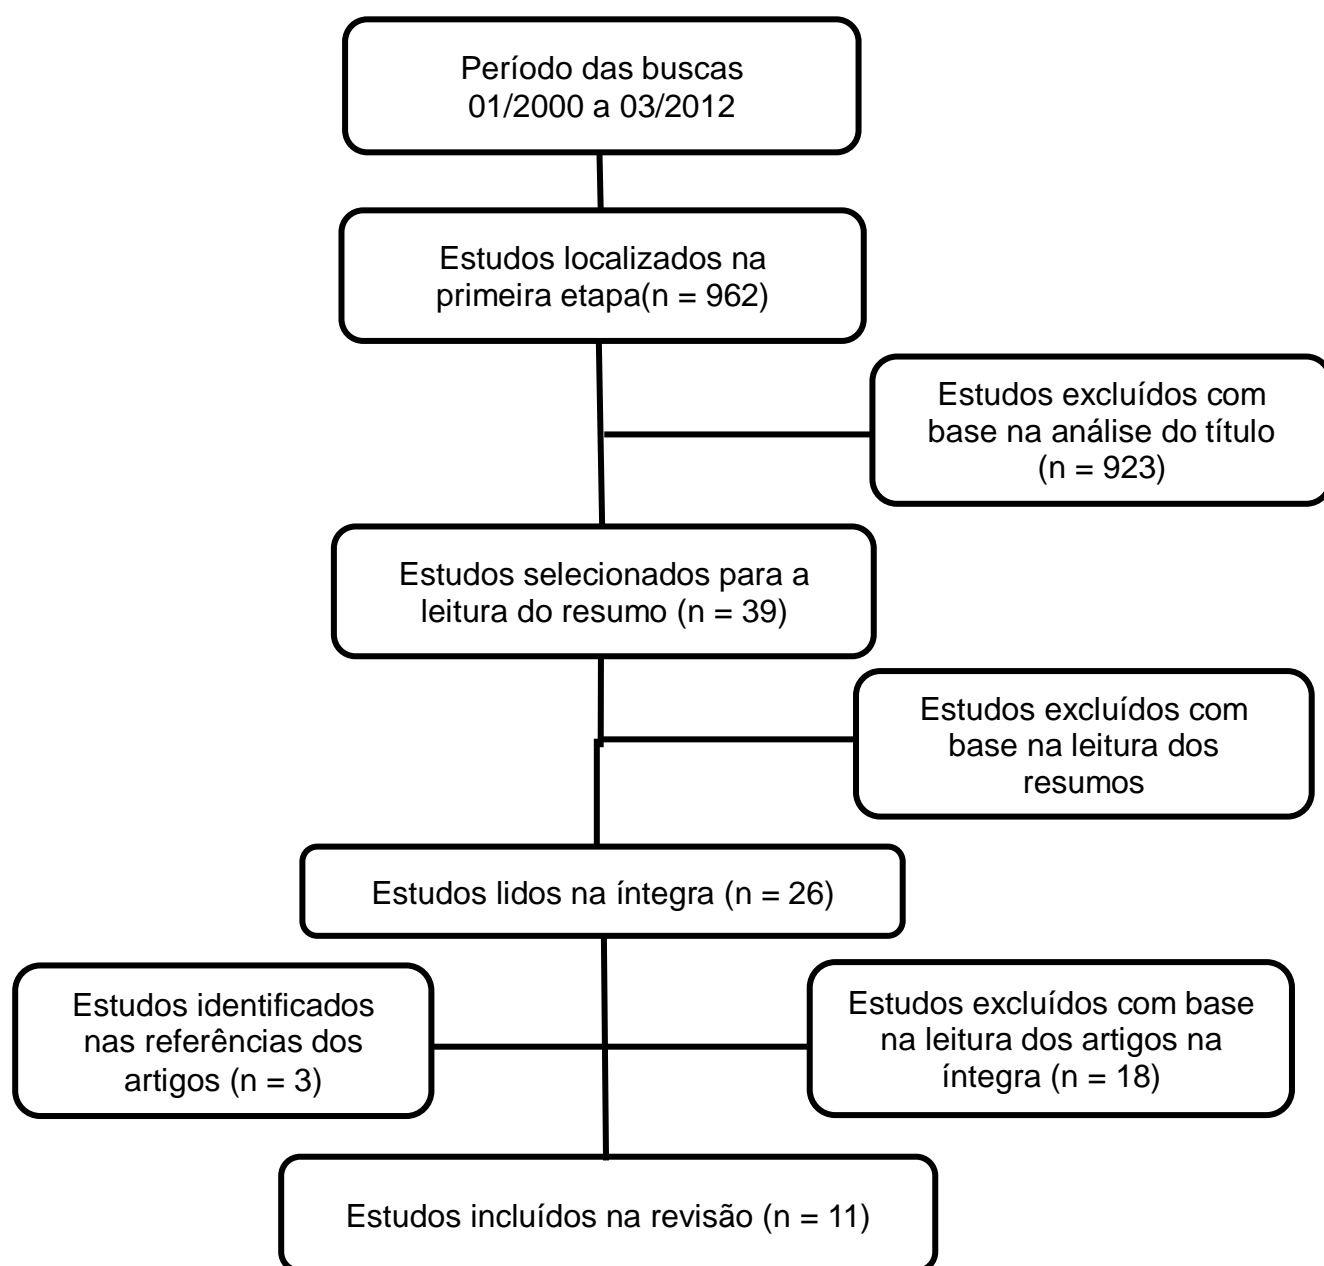 Período das buscas
01/2000 a 03/2012
Estudos localizados na
primeira etapa(n = 962)
Estudos excluídos com
base na análise do título
(n = 923)
Estudos selecionados para a
leitura do resumo (n = 39)
Estudos excluídos com
base na leitura dos
resumos
Estudos lidos na íntegra (n = 26)
Estudos identificados
nas referências dos
artigos (n = 3)
Estudos excluídos com base
na leitura dos artigos na
íntegra (n = 18)
Estudos incluídos na revisão (n = 11)